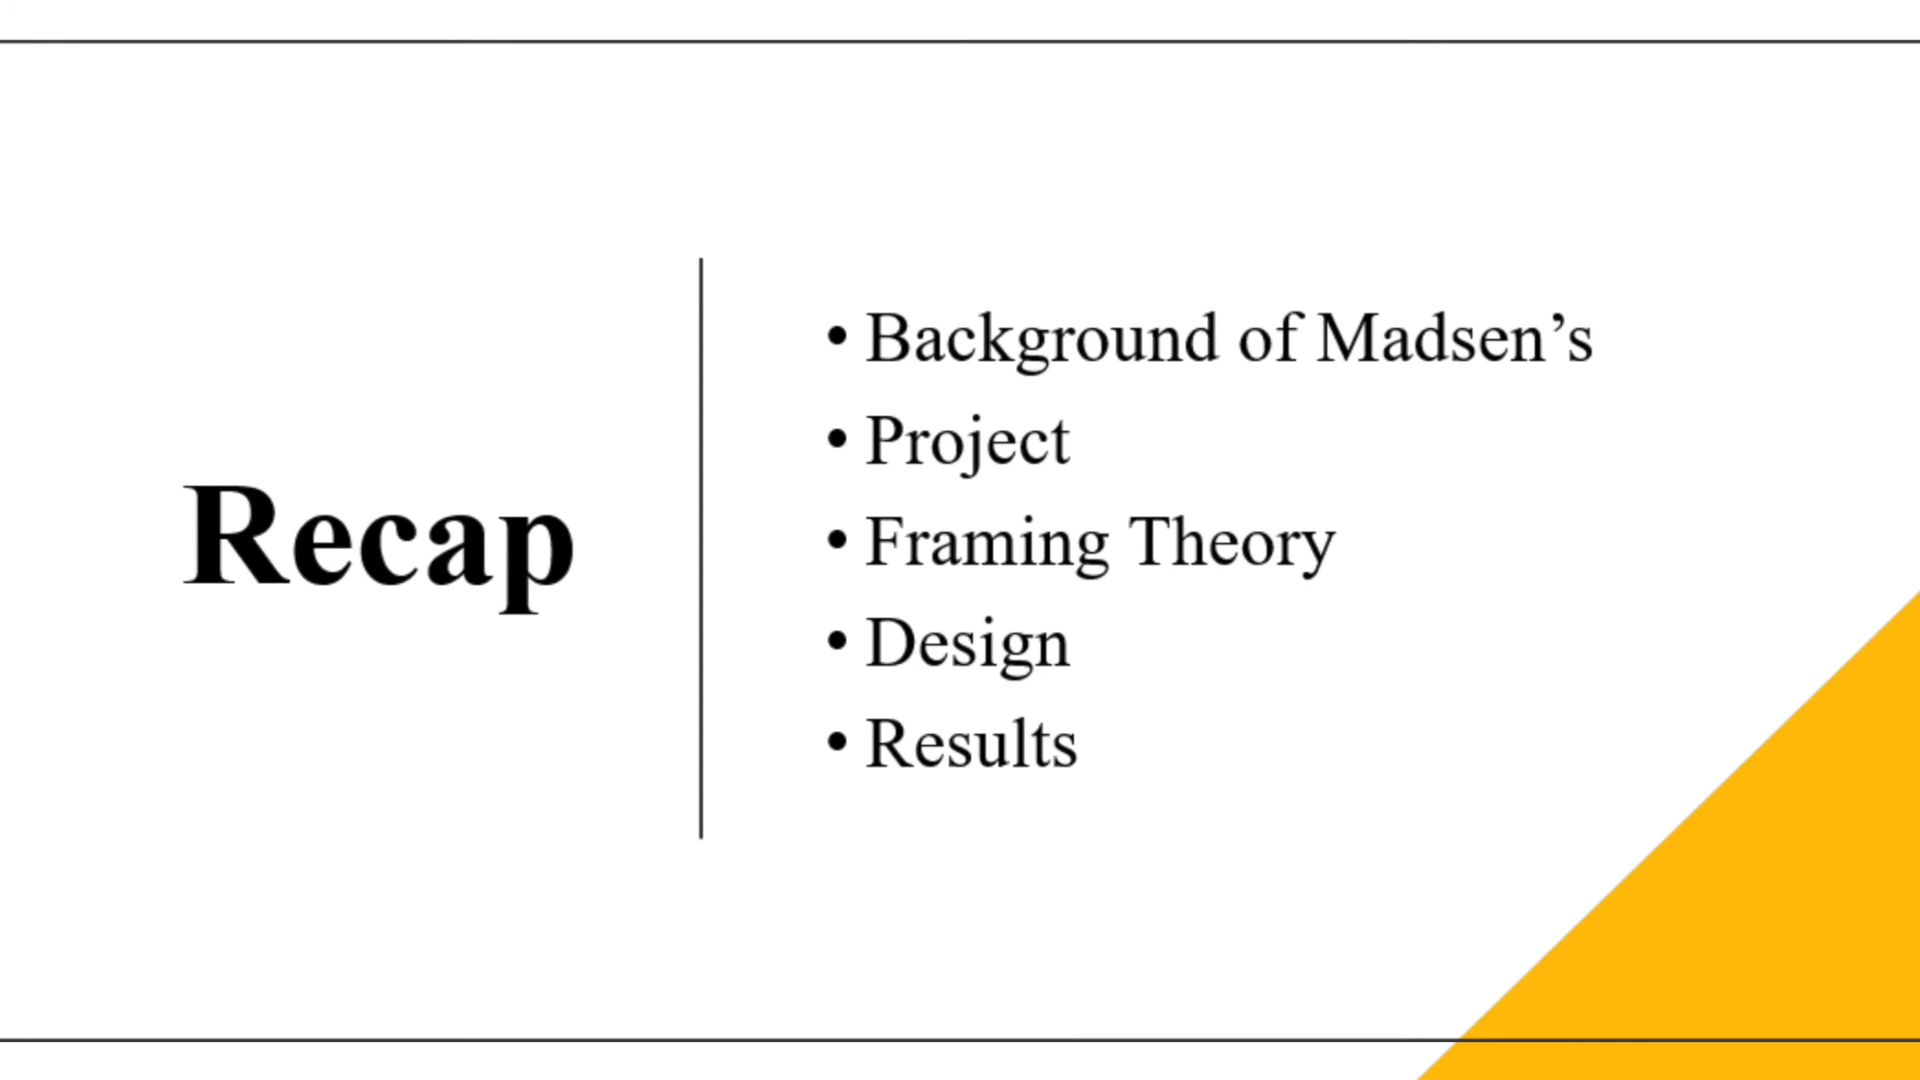 Recap
• Background of Madsen’s
• Project
• Framing Theory
• Design
• Results